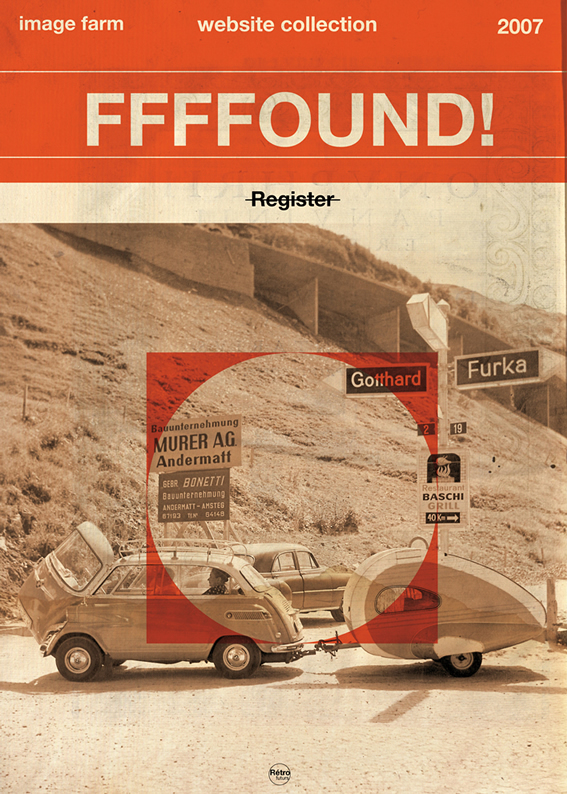 image farm
website collection
2007
FFFFOUND!
Register
Gotthard
Furka
2
19
Bauunternehmung
MURER AG
Andermatt
GEBR. BONETTI
Bauunternehmung
ANDERMATT-AMSTEG
Restaurant
BASCHI
GRILL
40 Km
Rétro
futurs